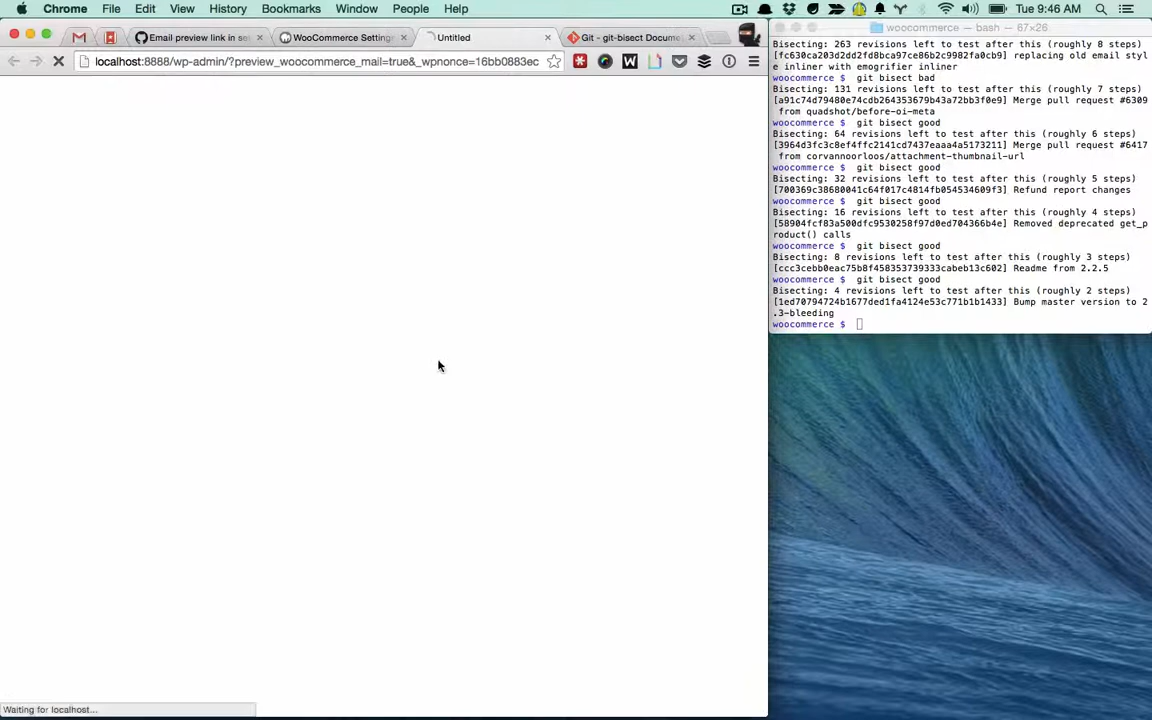 Chrome File Edit View History Bookmarks Window People Help
Tue 9:46 AM
Email preview link in se
WooCommerce Setting
Untitled
Git - git-bisect Docume
localhost:8888/wp-admin/?preview_woocommerce_mail=true&_wpnonce=16bb0883ec
Waiting for localhost...
woocommerce — bash — 67×26
Bisecting: 263 revisions left to test after this (roughly 8 steps)
[fc630ca203d2dd2fd8bca97ce86b2c9982fa0cb9] replacing old email styl
e inliner with emogrifier inliner
woocommerce $ git bisect bad
Bisecting: 131 revisions left to test after this (roughly 7 steps)
[a91c74d79480e74cdb264353679b43a72bb3f0e9] Merge pull request #6309
from quadshot/before-oi-meta
woocommerce $ git bisect good
Bisecting: 64 revisions left to test after this (roughly 6 steps)
[3964d3fc3c8ef4ffc2141cd7437eaaa4a5173211] Merge pull request #6417
from corvannoorloos/attachment-thumbnail-url
woocommerce $ git bisect good
Bisecting: 32 revisions left to test after this (roughly 5 steps)
[700369c38680041c64f017c4814fb054534609f3] Refund report changes
woocommerce $ git bisect good
Bisecting: 16 revisions left to test after this (roughly 4 steps)
[58904fcf83a500dfc9530258f97d0ed704366b4e] Removed deprecated get_p
roduct() calls
woocommerce $ git bisect good
Bisecting: 8 revisions left to test after this (roughly 3 steps)
[ccc3cebb0eac75b8f458353739333cabeb13c602] Readme from 2.2.5
woocommerce $ git bisect good
Bisecting: 4 revisions left to test after this (roughly 2 steps)
[1ed70794724b1677ded1fa4124e53c771b1b1433] Bump master version to 2
.3-bleeding
woocommerce $